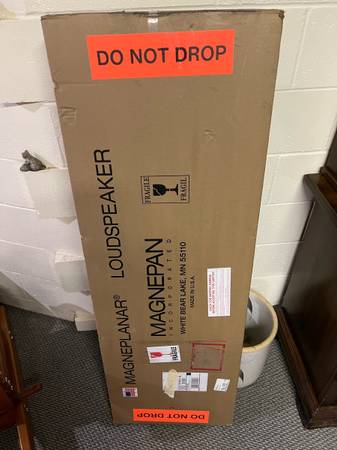 DO NOT DROP
MAGNEPLANAR® LOUDSPEAKER
MAGNEPAN
INCORPORATED
WHITE BEAR LAKE, MN 55110
MADE IN U.S.A.
FRAGILE
FRAGILE
FRAGILE
DO NOT DROP